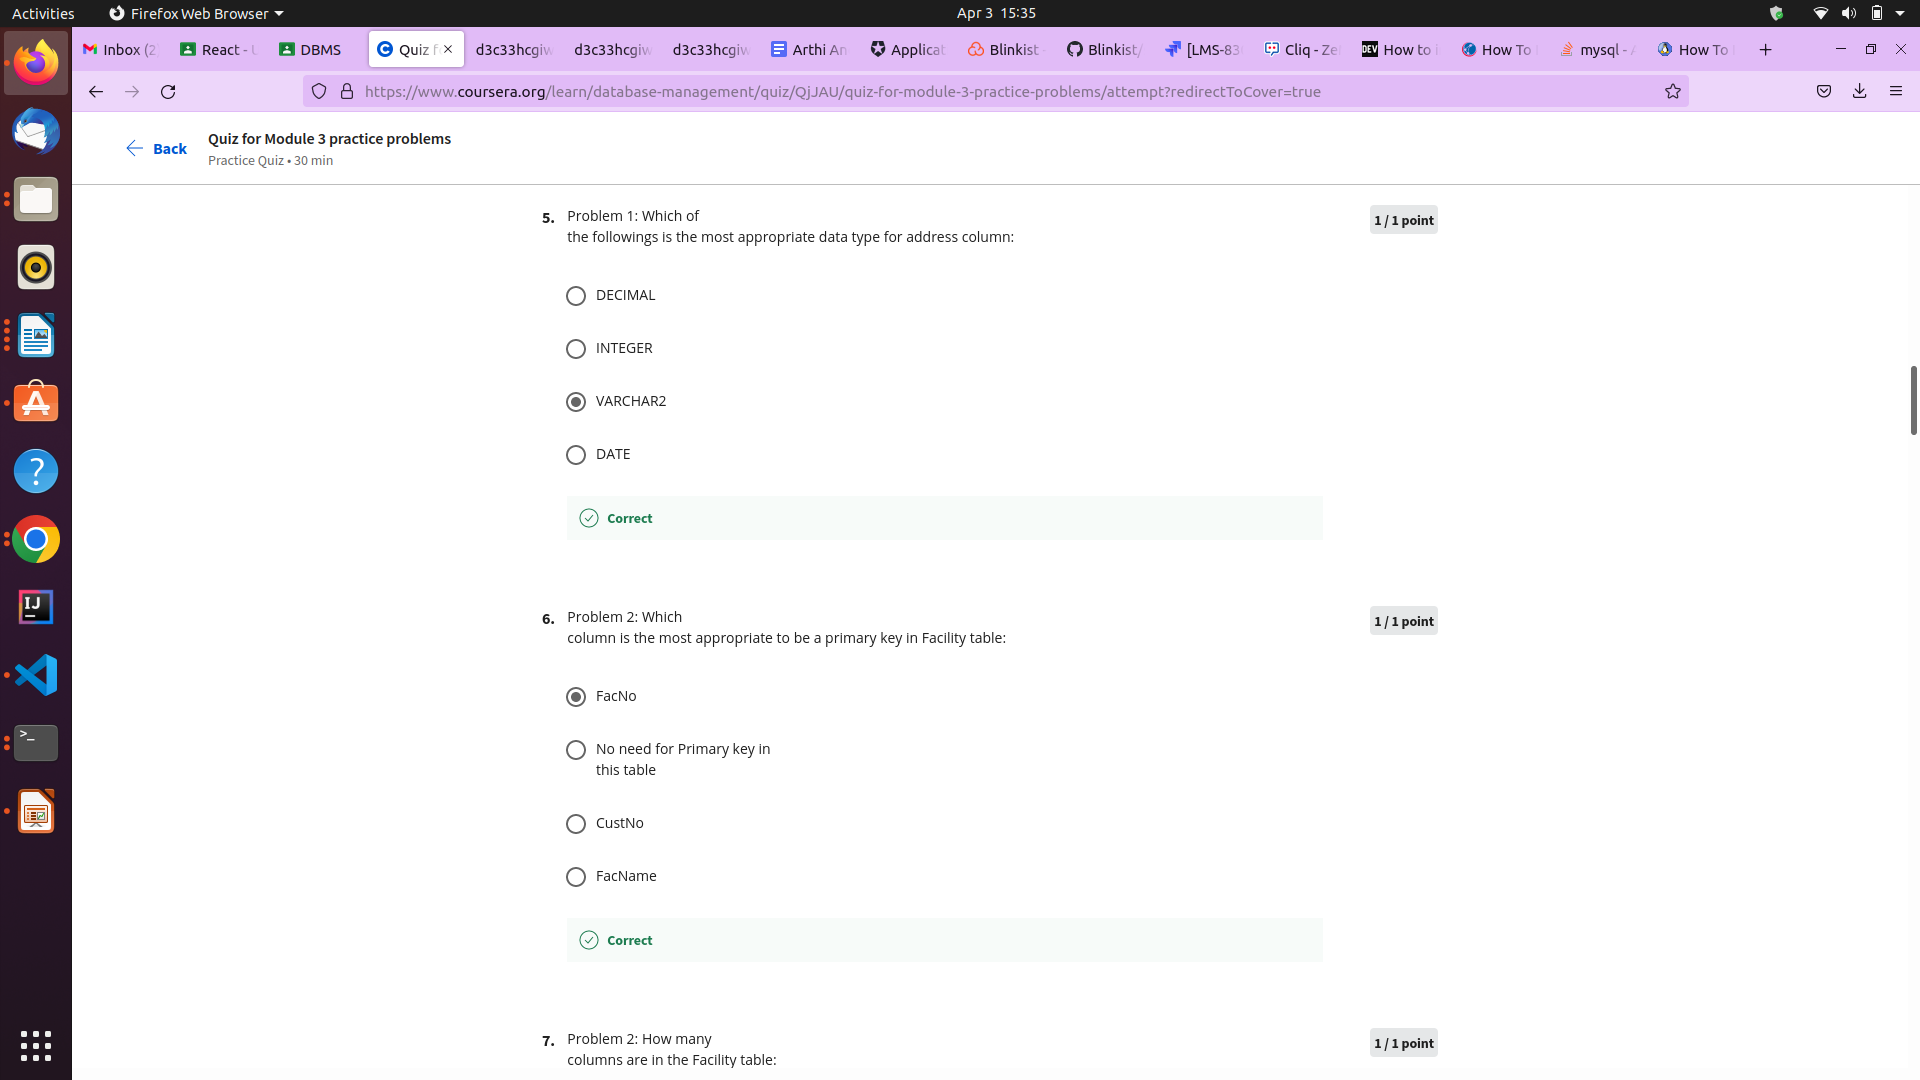 Activities
Firefox Web Browser
Apr 3 15:35
Inbox (2
React - U
DBMS
Quiz f
d3c33hcgiw
d3c33hcgiw
d3c33hcgiw
Arthi An
Applicat
Blinkist -
Blinkist/
[LMS-83
Cliq - Ze
DEV How to i
How To
mysql - A
How To
https://www.coursera.org/learn/database-management/quiz/QjJAU/quiz-for-module-3-practice-problems/attempt?redirectToCover=true
Back
Quiz for Module 3 practice problems
Practice Quiz • 30 min
5. Problem 1: Which of
the followings is the most appropriate data type for address column:
1 / 1 point
DECIMAL
INTEGER
VARCHAR2
DATE
Correct
6. Problem 2: Which
column is the most appropriate to be a primary key in Facility table:
1 / 1 point
FacNo
No need for Primary key in
this table
CustNo
FacName
Correct
7. Problem 2: How many
columns are in the Facility table:
1 / 1 point